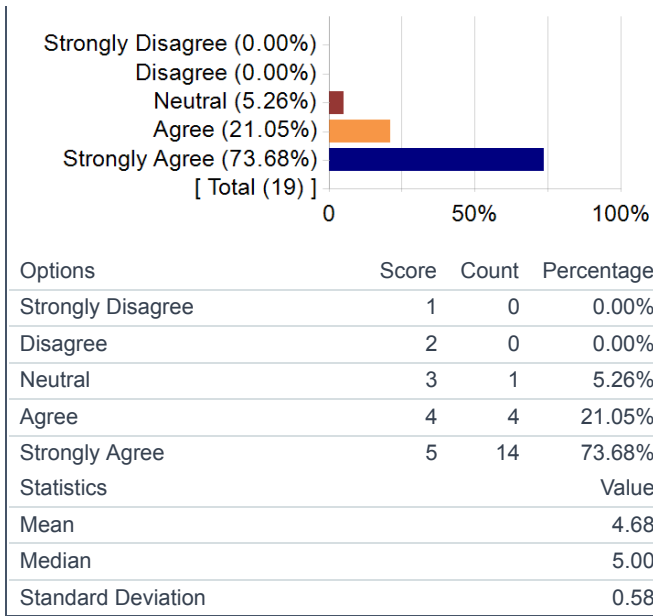 Strongly Disagree (0.00%)
Disagree (0.00%)
Neutral (5.26%)
Agree (21.05%)
Strongly Agree (73.68%)
[ Total (19) ]
0 50% 100%
Options Score Count Percentage
Strongly Disagree 1 0 0.00%
Disagree 2 0 0.00%
Neutral 3 1 5.26%
Agree 4 4 21.05%
Strongly Agree 5 14 73.68%
Statistics Value
Mean 4.68
Median 5.00
Standard Deviation 0.58